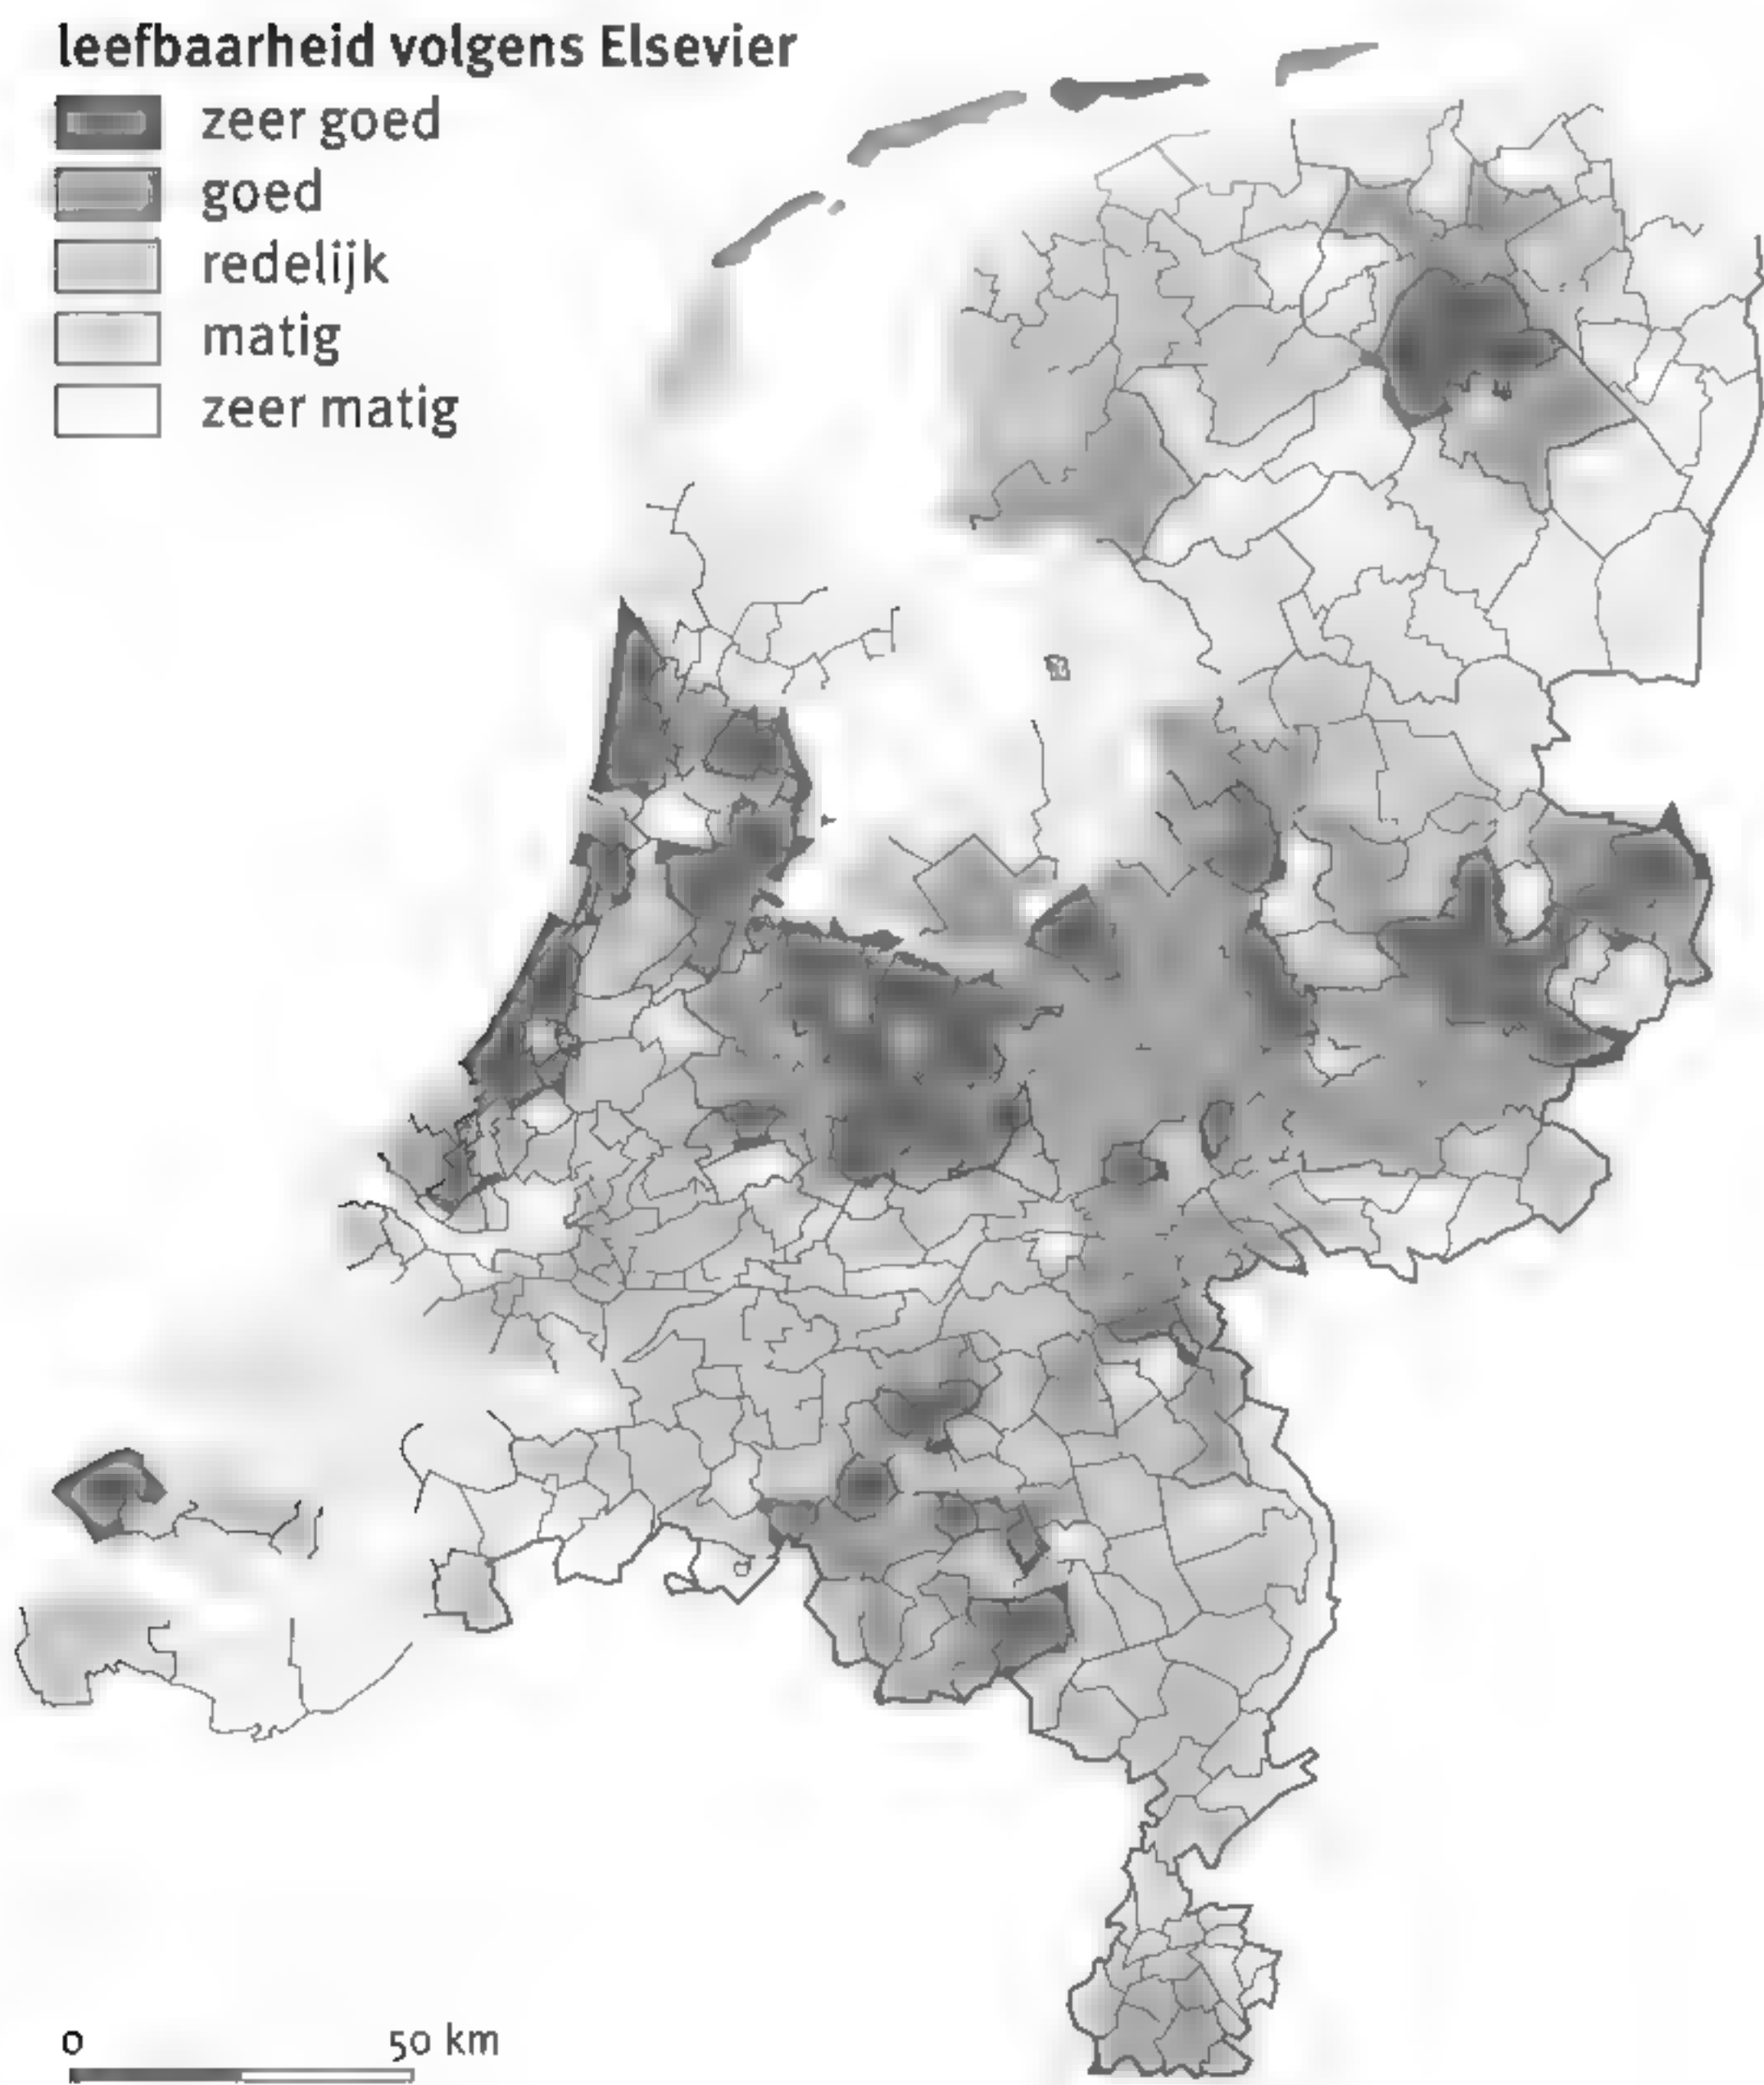 leefbaarheid volgens Elsevier
zeer goed
goed
redelijk
matig
zeer matig
0 50 km